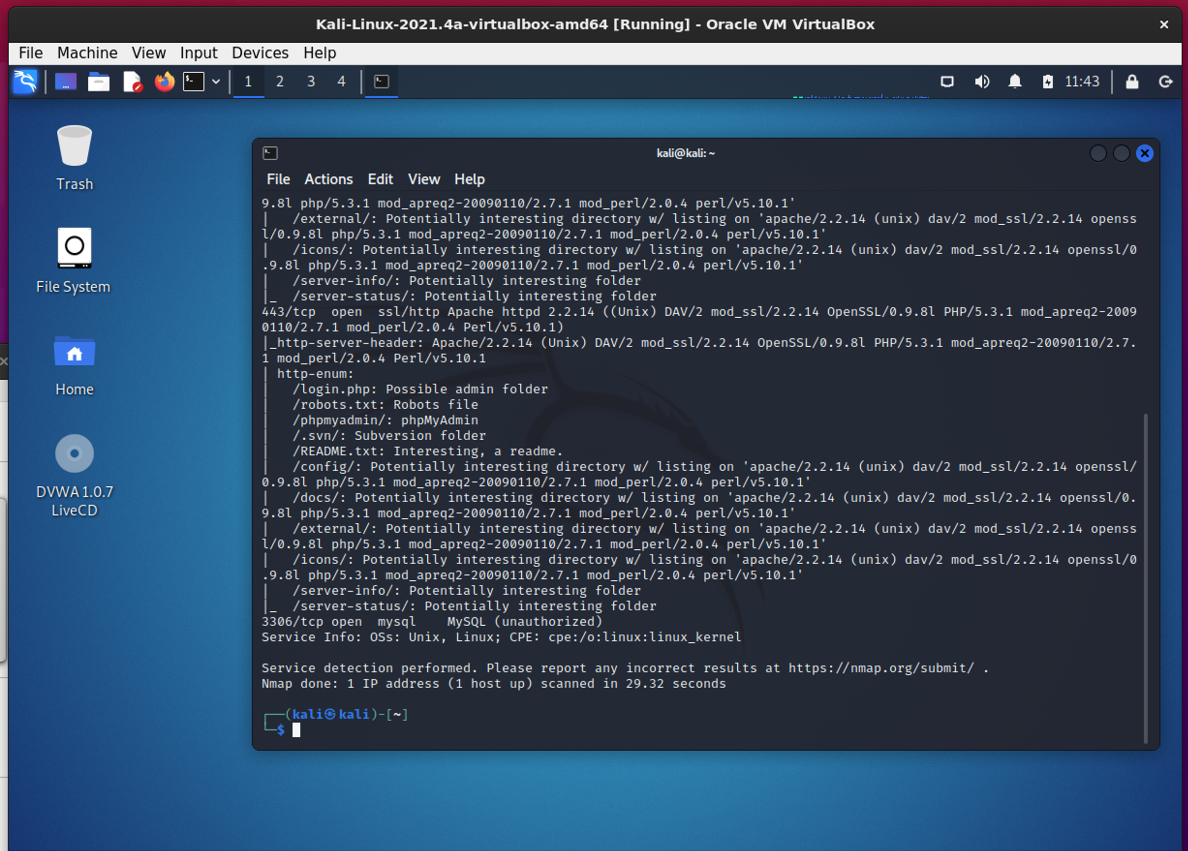 Kali-Linux-2021.4a-virtualbox-amd64 [Running] - Oracle VM VirtualBox
File Machine View Input Devices Help
1 2 3 4
11:43
Trash
File System
Home
DVWA 1.0.7
LiveCD
kali@kali: ~
File Actions Edit View Help
9.8l php/5.3.1 mod_apreq2-20090110/2.7.1 mod_perl/2.0.4 perl/v5.10.1'
|   /external/: Potentially interesting directory w/ listing on 'apache/2.2.14 (unix) dav/2 mod_ssl/2.2.14 openss
l/0.9.8l php/5.3.1 mod_apreq2-20090110/2.7.1 mod_perl/2.0.4 perl/v5.10.1'
|   /icons/: Potentially interesting directory w/ listing on 'apache/2.2.14 (unix) dav/2 mod_ssl/2.2.14 openssl/0
.9.8l php/5.3.1 mod_apreq2-20090110/2.7.1 mod_perl/2.0.4 perl/v5.10.1'
|   /server-info/: Potentially interesting folder
|_  /server-status/: Potentially interesting folder
443/tcp  open  ssl/http Apache httpd 2.2.14 ((Unix) DAV/2 mod_ssl/2.2.14 OpenSSL/0.9.8l PHP/5.3.1 mod_apreq2-2009
0110/2.7.1 mod_perl/2.0.4 Perl/v5.10.1)
|_http-server-header: Apache/2.2.14 (Unix) DAV/2 mod_ssl/2.2.14 OpenSSL/0.9.8l PHP/5.3.1 mod_apreq2-20090110/2.7.
1 mod_perl/2.0.4 Perl/v5.10.1
| http-enum:
|   /login.php: Possible admin folder
|   /robots.txt: Robots file
|   /phpmyadmin/: phpMyAdmin
|   /.svn/: Subversion folder
|   /README.txt: Interesting, a readme.
|   /config/: Potentially interesting directory w/ listing on 'apache/2.2.14 (unix) dav/2 mod_ssl/2.2.14 openssl/
0.9.8l php/5.3.1 mod_apreq2-20090110/2.7.1 mod_perl/2.0.4 perl/v5.10.1'
|   /docs/: Potentially interesting directory w/ listing on 'apache/2.2.14 (unix) dav/2 mod_ssl/2.2.14 openssl/0.
9.8l php/5.3.1 mod_apreq2-20090110/2.7.1 mod_perl/2.0.4 perl/v5.10.1'
|   /external/: Potentially interesting directory w/ listing on 'apache/2.2.14 (unix) dav/2 mod_ssl/2.2.14 openss
l/0.9.8l php/5.3.1 mod_apreq2-20090110/2.7.1 mod_perl/2.0.4 perl/v5.10.1'
|   /icons/: Potentially interesting directory w/ listing on 'apache/2.2.14 (unix) dav/2 mod_ssl/2.2.14 openssl/0
.9.8l php/5.3.1 mod_apreq2-20090110/2.7.1 mod_perl/2.0.4 perl/v5.10.1'
|   /server-info/: Potentially interesting folder
|_  /server-status/: Potentially interesting folder
3306/tcp open  mysql    MySQL (unauthorized)
Service Info: OSs: Unix, Linux; CPE: cpe:/o:linux:linux_kernel
Service detection performed. Please report any incorrect results at https://nmap.org/submit/ .
Nmap done: 1 IP address (1 host up) scanned in 29.32 seconds
┌──(kali㉿kali)-[~]
└─$